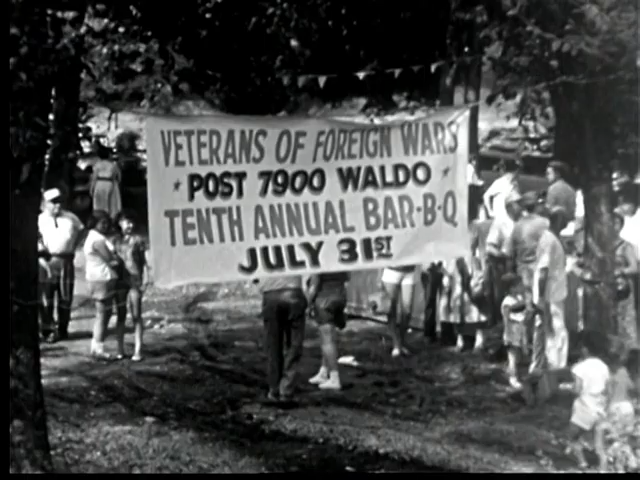 VETERANS OF FOREIGN WARS
POST 7900 WALDO
TENTH ANNUAL BAR-B-Q
JULY 31ST